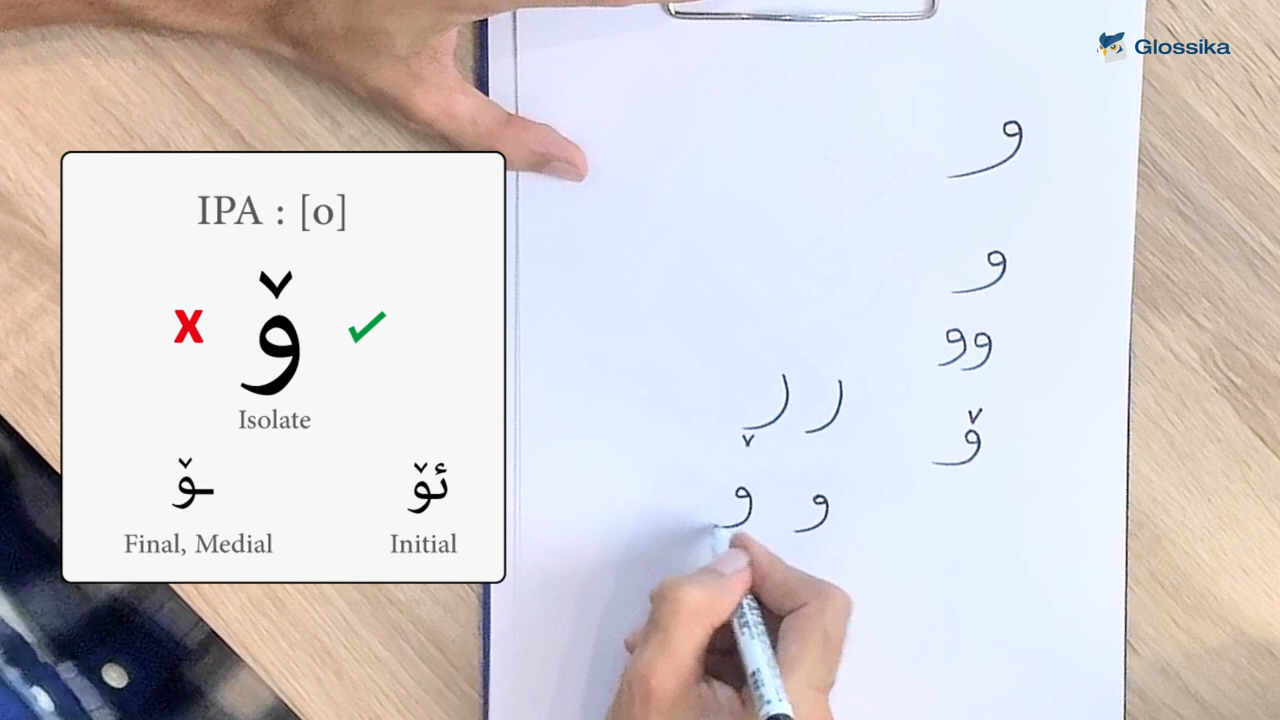 Glossika
IPA : [o]
X ۆ ✓
Isolate
ـۆ ئۆ
Final, Medial Initial
و
و
وو
ۆ
ر ڕ
و و